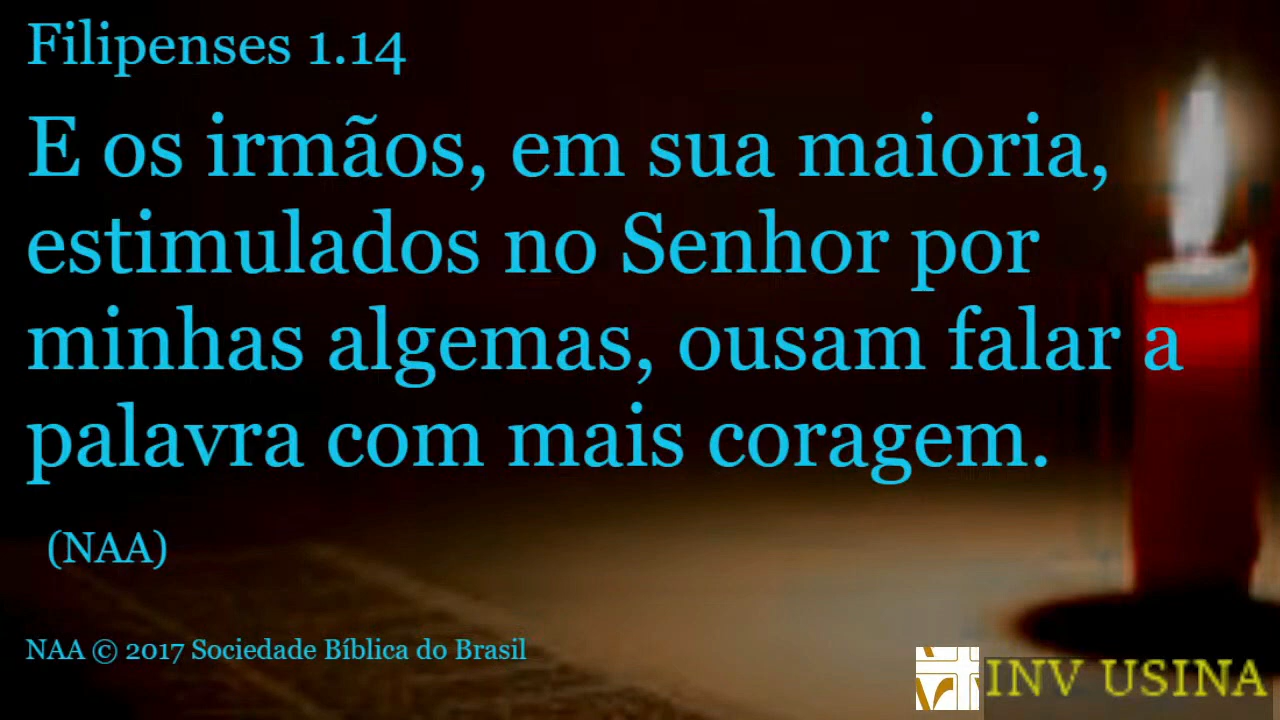 Filipenses 1.14
E os irmãos, em sua maioria,
estimulados no Senhor por
minhas algemas, ousam falar a
palavra com mais coragem.
(NAA)
NAA © 2017 Sociedade Bíblica do Brasil
INV USINA